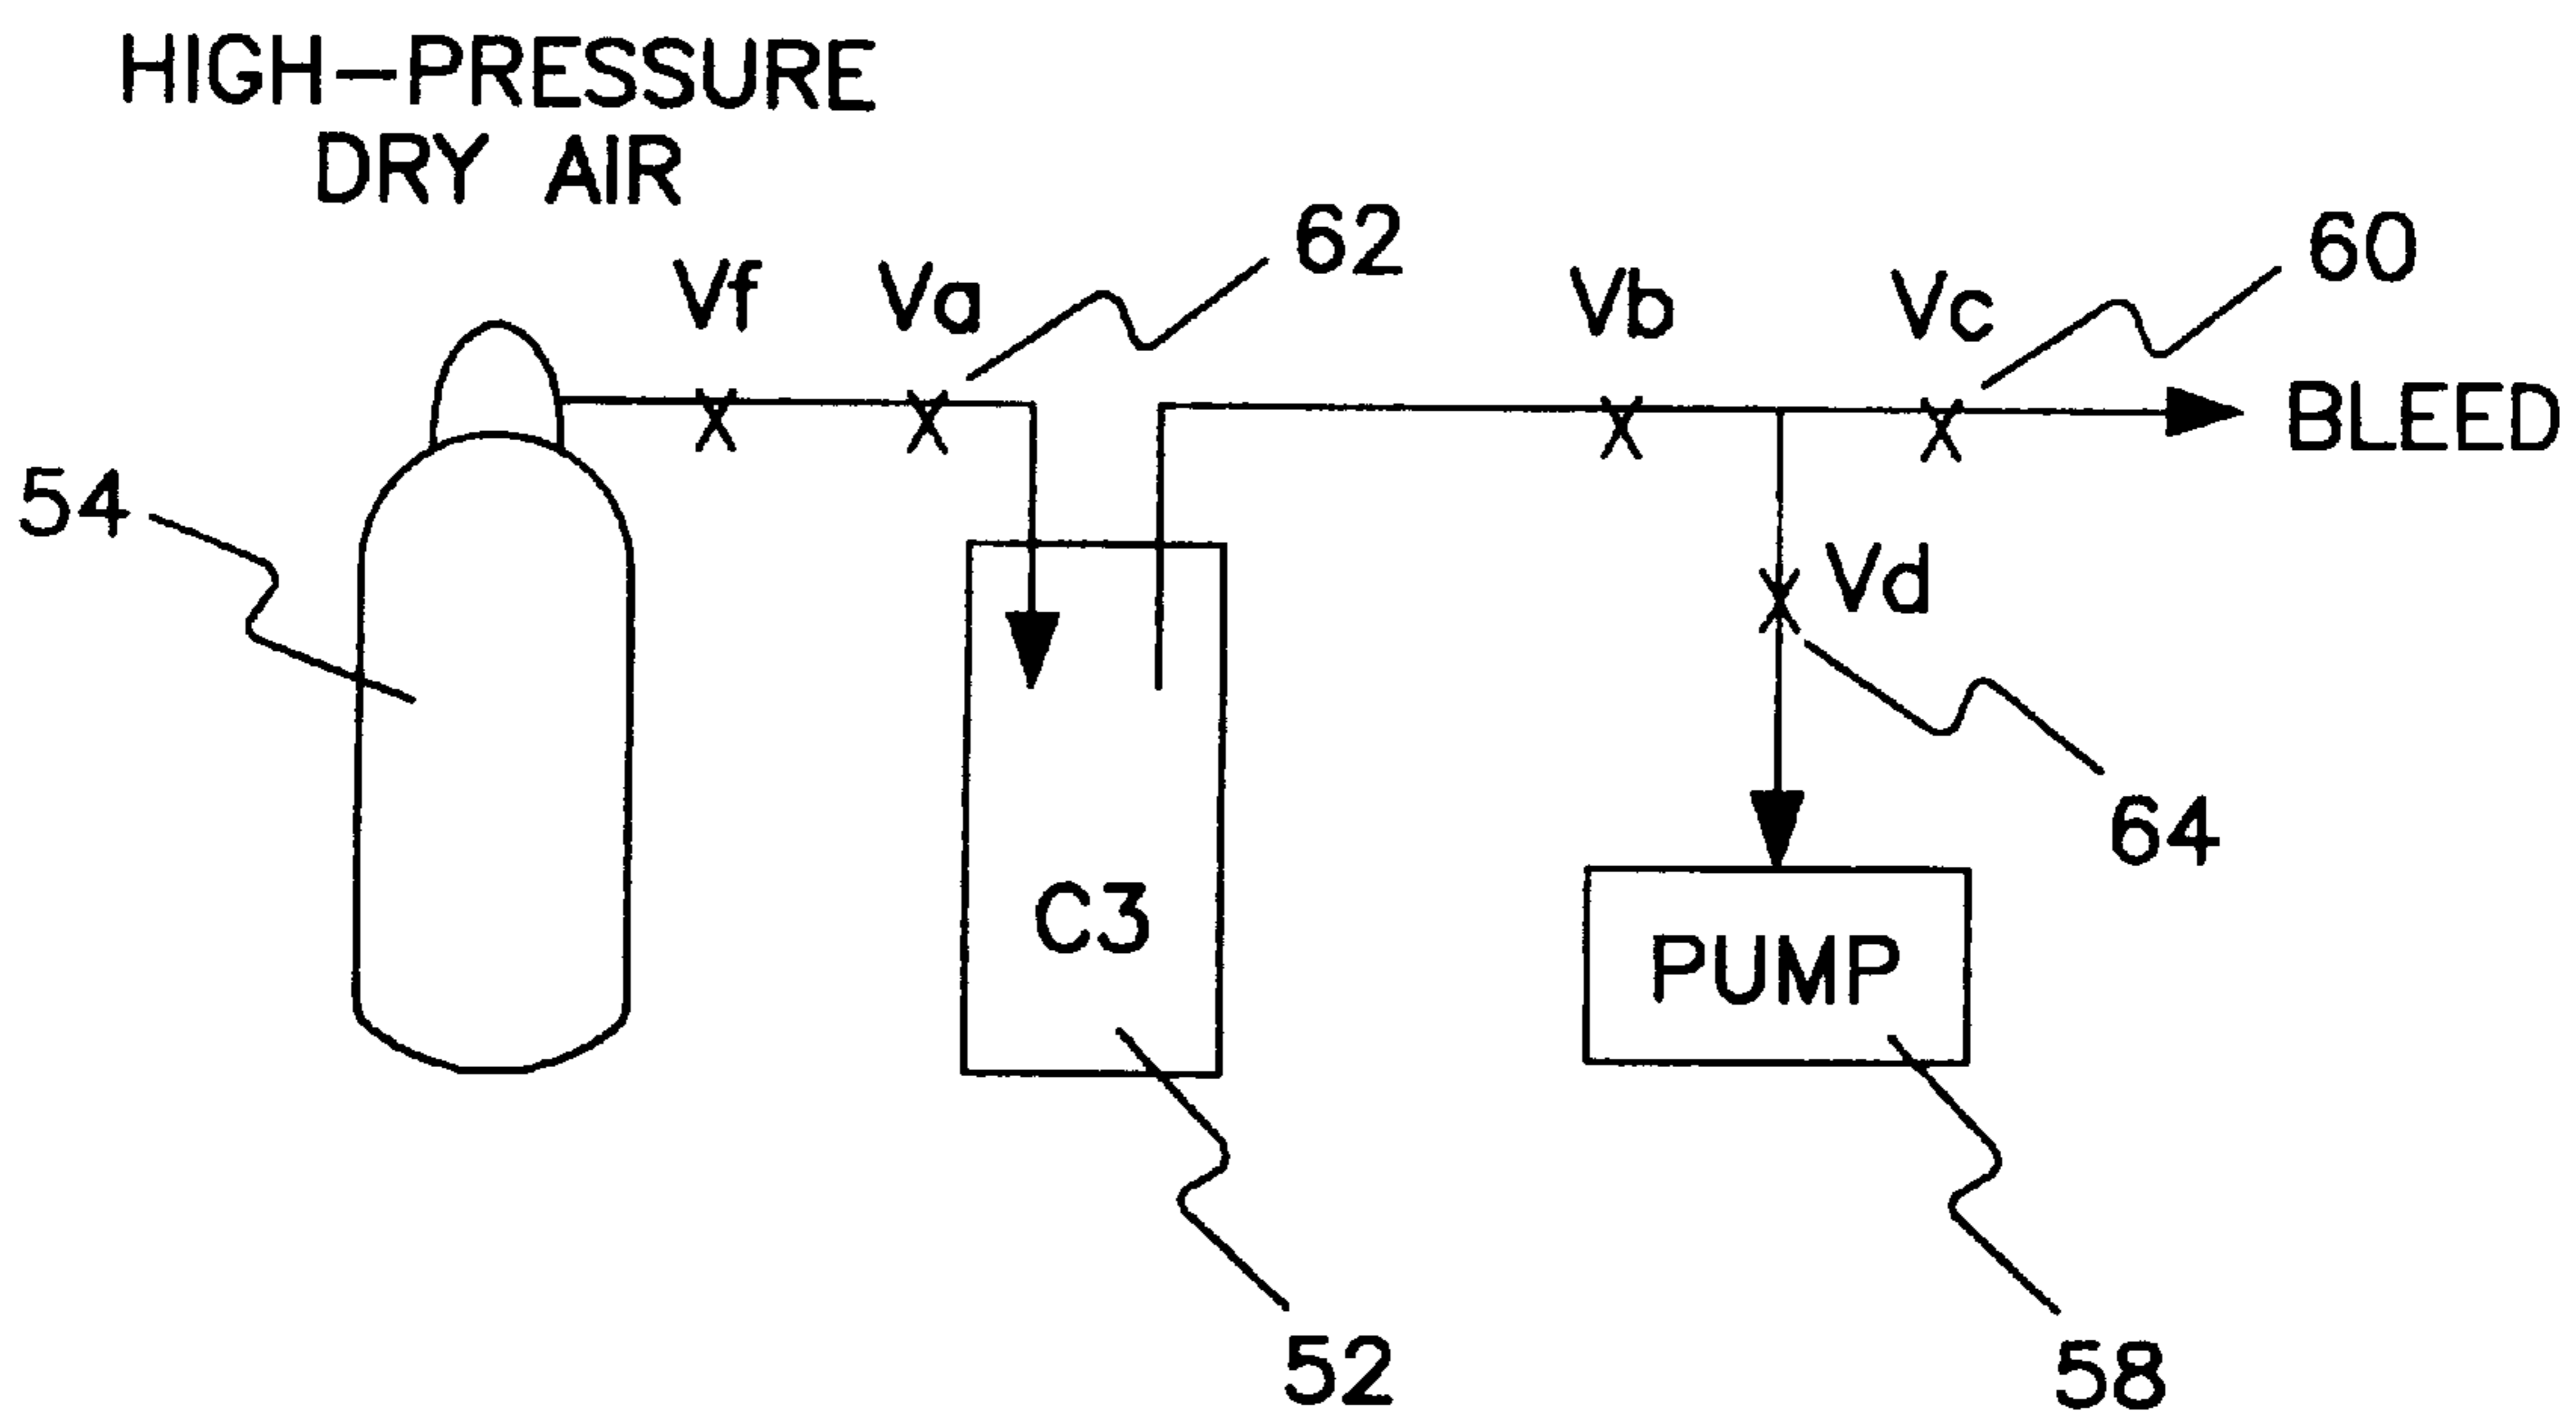 HIGH-PRESSURE
DRY AIR
62
60
Vf
Va
Vb
Vc
BLEED
54
Vd
64
C3
PUMP
52
58